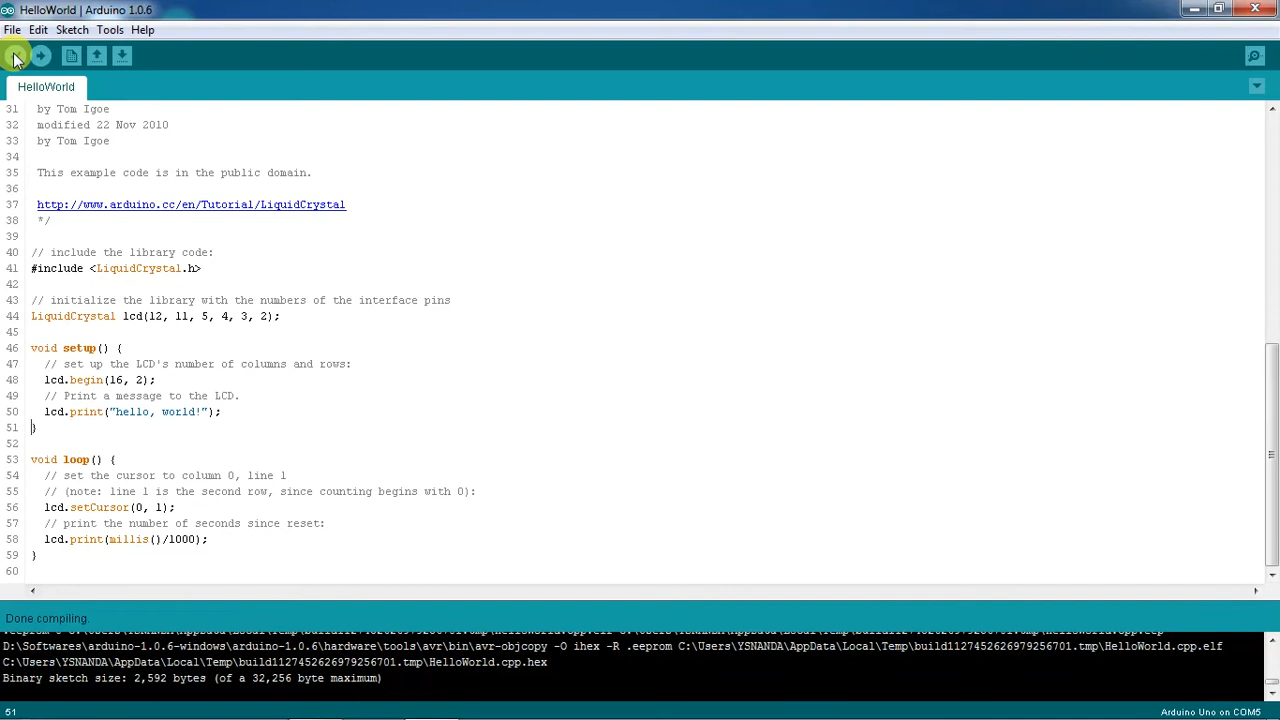 HelloWorld | Arduino 1.0.6
File Edit Sketch Tools Help
HelloWorld
31 by Tom Igoe
32 modified 22 Nov 2010
33 by Tom Igoe
34
35 This example code is in the public domain.
36
37 http://www.arduino.cc/en/Tutorial/LiquidCrystal
38 */
39
40 // include the library code:
41 #include <LiquidCrystal.h>
42
43 // initialize the library with the numbers of the interface pins
44 LiquidCrystal lcd(12, 11, 5, 4, 3, 2);
45
46 void setup() {
47 // set up the LCD's number of columns and rows:
48 lcd.begin(16, 2);
49 // Print a message to the LCD.
50 lcd.print("hello, world!");
51 }
52
53 void loop() {
54 // set the cursor to column 0, line 1
55 // (note: line 1 is the second row, since counting begins with 0):
56 lcd.setCursor(0, 1);
57 // print the number of seconds since reset:
58 lcd.print(millis()/1000);
59 }
60
Done compiling.
D:\Softwares\arduino-1.0.6-windows\arduino-1.0.6\hardware\tools\avr\bin\avr-objcopy -O ihex -R .eeprom C:\Users\YSNANDA\AppData\Local\Temp\build1127452626979256701.tmp\HelloWorld.cpp.elf
C:\Users\YSNANDA\AppData\Local\Temp\build1127452626979256701.tmp\HelloWorld.cpp.hex
Binary sketch size: 2,592 bytes (of a 32,256 byte maximum)
51
Arduino Uno on COM5